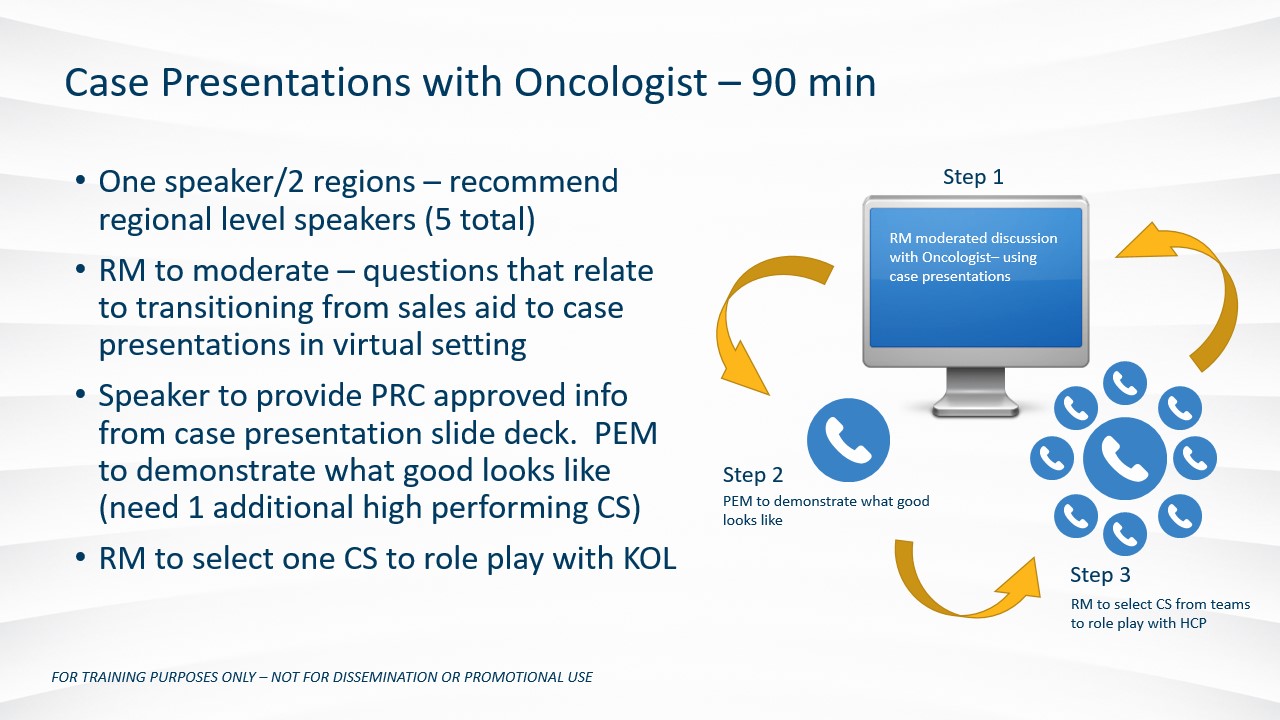 Case Presentations with Oncologist – 90 min
• One speaker/2 regions – recommend
regional level speakers (5 total)
• RM to moderate – questions that relate
to transitioning from sales aid to case
presentations in virtual setting
• Speaker to provide PRC approved info
from case presentation slide deck.  PEM
to demonstrate what good looks like
(need 1 additional high performing CS)
• RM to select one CS to role play with KOL
Step 1
RM moderated discussion
with Oncologist– using
case presentations
Step 2
PEM to demonstrate what good
looks like
Step 3
RM to select CS from teams
to role play with HCP
FOR TRAINING PURPOSES ONLY – NOT FOR DISSEMINATION OR PROMOTIONAL USE